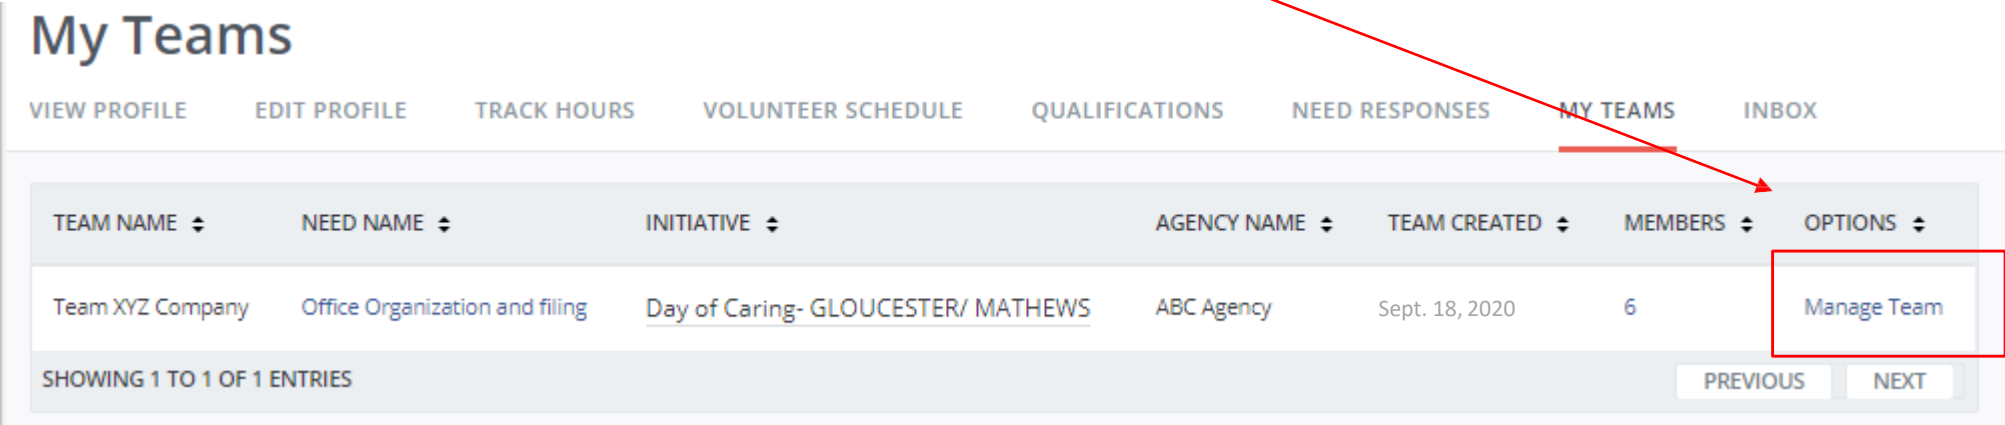 My Teams
VIEW PROFILE EDIT PROFILE TRACK HOURS VOLUNTEER SCHEDULE QUALIFICATIONS NEED RESPONSES MY TEAMS INBOX
TEAM NAME NEED NAME INITIATIVE AGENCY NAME TEAM CREATED MEMBERS OPTIONS
Team XYZ Company Office Organization and filing Day of Caring- GLOUCESTER/ MATHEWS ABC Agency Sept. 18, 2020 6 Manage Team
SHOWING 1 TO 1 OF 1 ENTRIES PREVIOUS NEXT